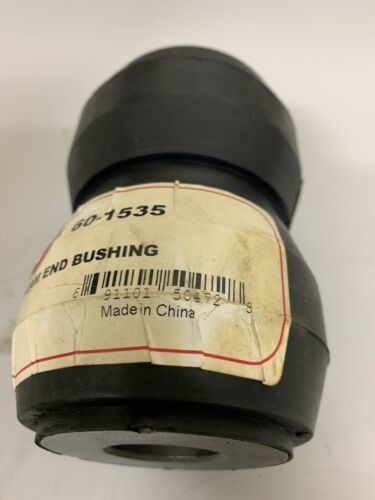 60-1535
END BUSHING
6 91101 50472 8
Made in China